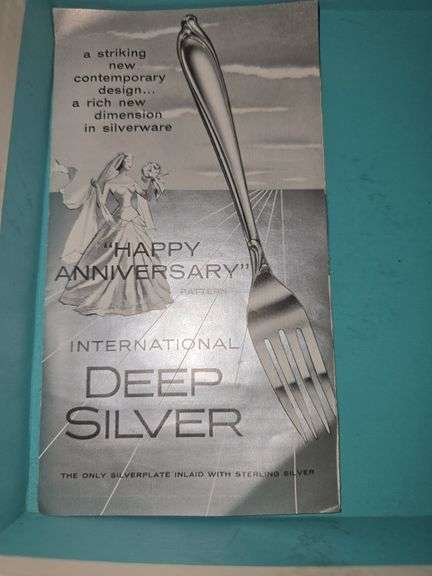 a striking
new
contemporary
design...
a rich new
dimension
in silverware
"HAPPY
ANNIVERSARY"
PATTERN
INTERNATIONAL
DEEP
SILVER
THE ONLY SILVERPLATE INLAID WITH STERLING SILVER